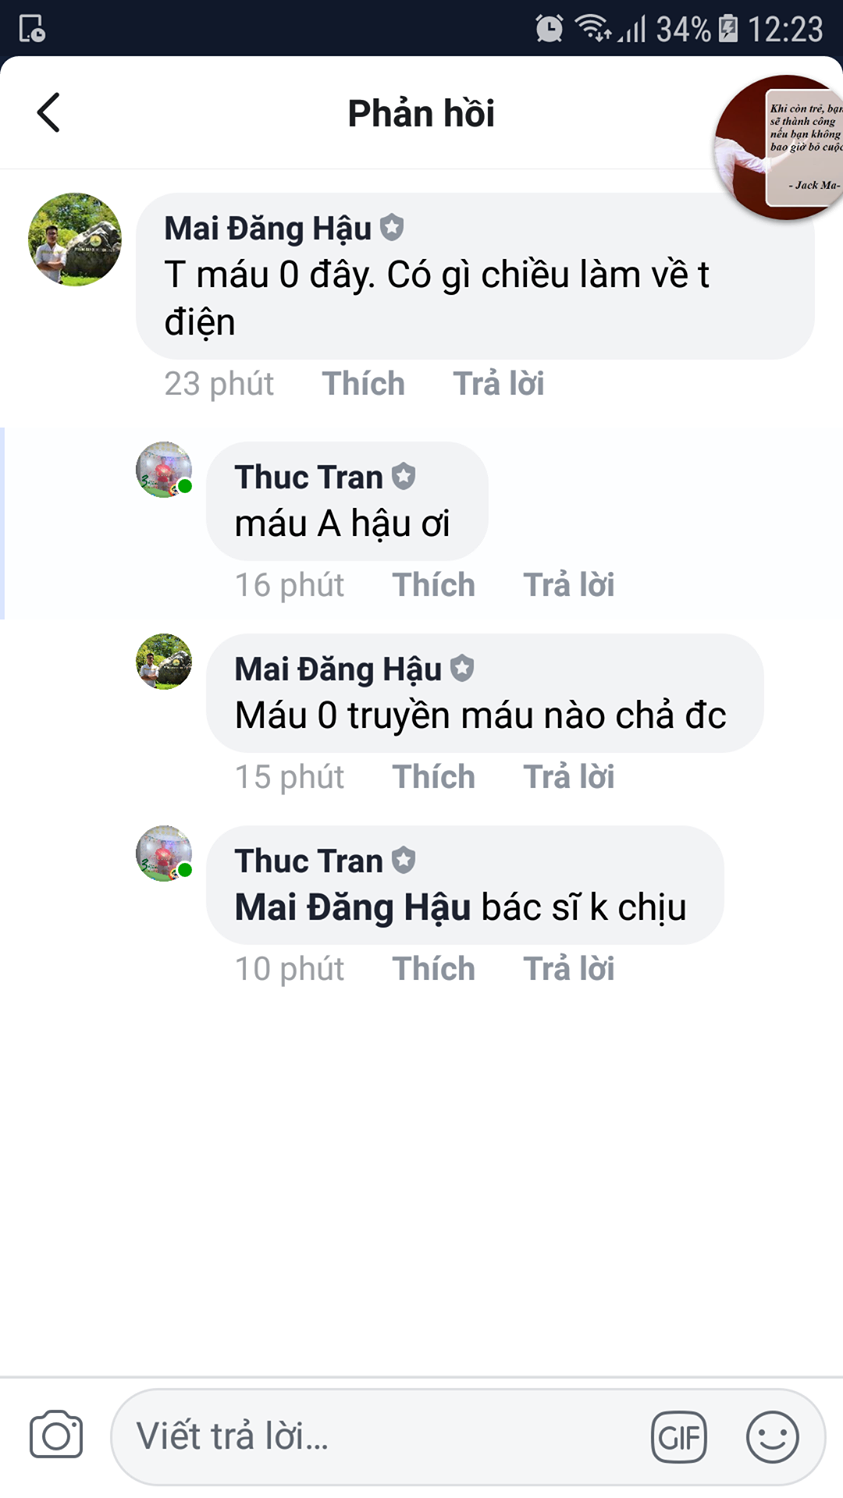 34% 12:23
Phản hồi
Khi còn trẻ, bạn
sẽ thành công
nếu bạn không
bao giờ bỏ cuộc
- Jack Ma-
Mai Đăng Hậu
T máu 0 đây. Có gì chiều làm về t
điện
23 phút Thích Trả lời
Thuc Tran
máu A hậu ơi
16 phút Thích Trả lời
Mai Đăng Hậu
Máu 0 truyền máu nào chả đc
15 phút Thích Trả lời
Thuc Tran
Mai Đăng Hậu bác sĩ k chịu
10 phút Thích Trả lời
Viết trả lời...
GIF